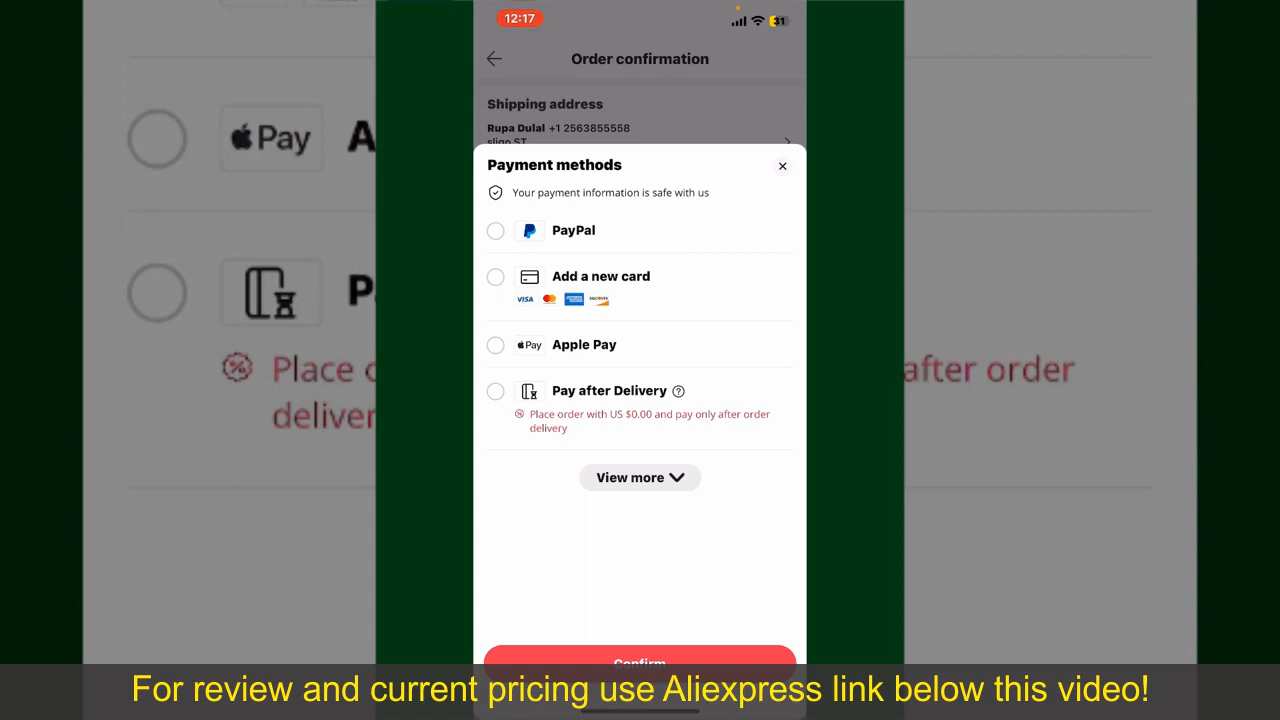 12:17
31
Order confirmation
Shipping address
Rupa Dulal +1 2563855558
sligo ST
Payment methods
Your payment information is safe with us
PayPal
Add a new card
VISA
DISCOVER
Pay
Apple Pay
Pay after Delivery ?
Place order with US $0.00 and pay only after order
delivery
View more
Confirm
Pay A
P
Place
deliver
after order
For review and current pricing use Aliexpress link below this video!